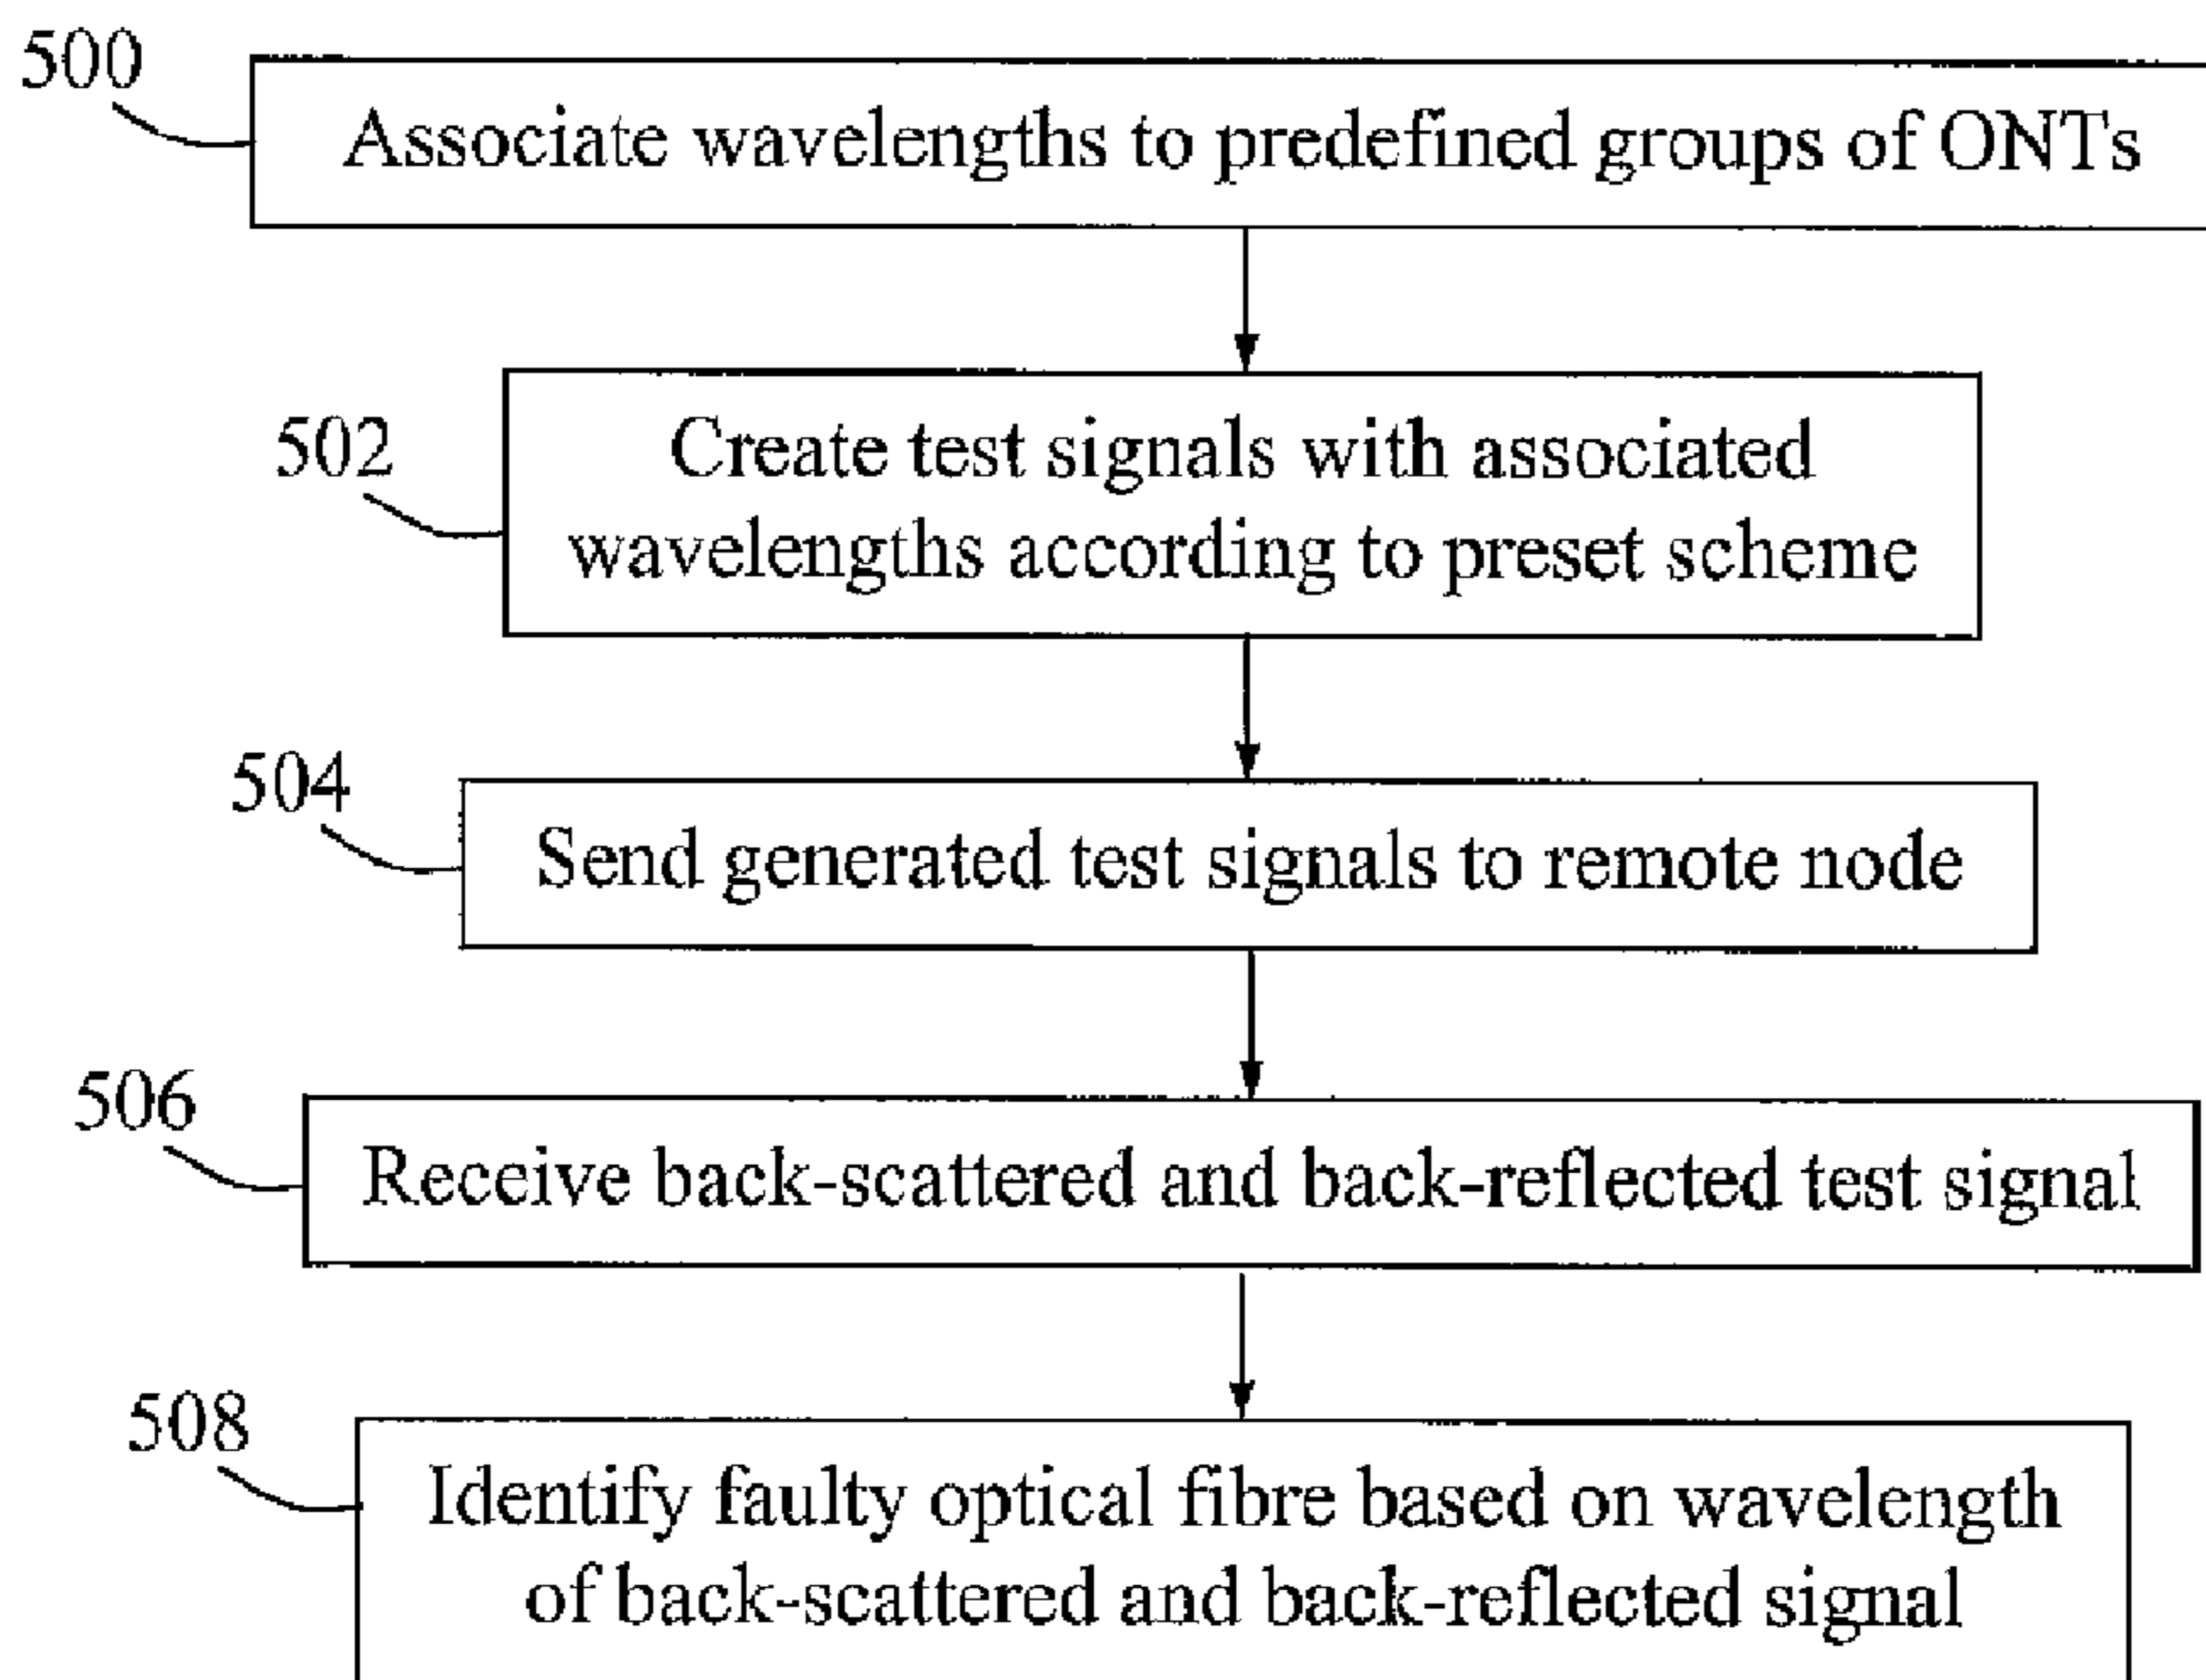 500
Associate wavelengths to predefined groups of ONTs
502
Create test signals with associated
wavelengths according to preset scheme
504
Send generated test signals to remote node
506
Receive back-scattered and back-reflected test signal
508
Identify faulty optical fibre based on wavelength
of back-scattered and back-reflected signal